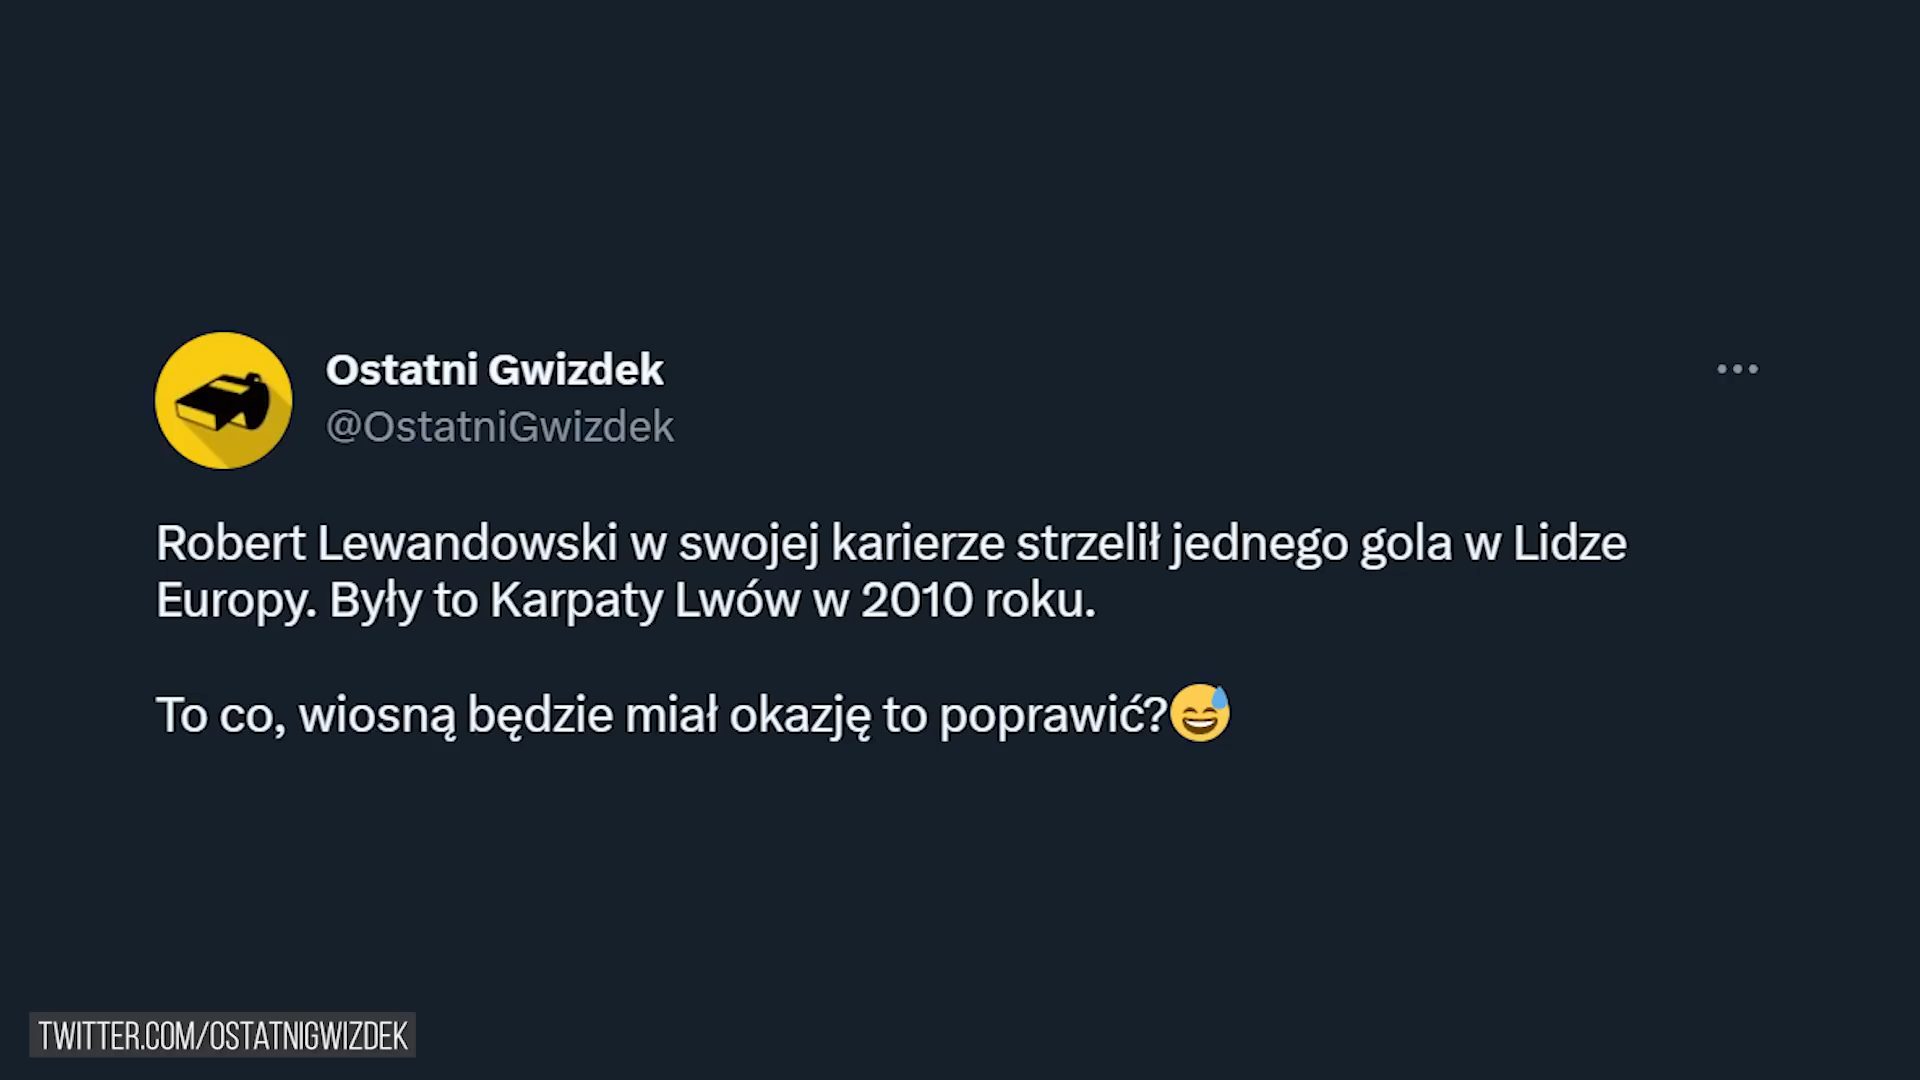 Ostatni Gwizdek
@OstatniGwizdek
Robert Lewandowski w swojej karierze strzelił jednego gola w Lidze
Europy. Były to Karpaty Lwów w 2010 roku.
To co, wiosną będzie miał okazję to poprawić?😅
TWITTER.COM/OSTATNIGWIZDEK